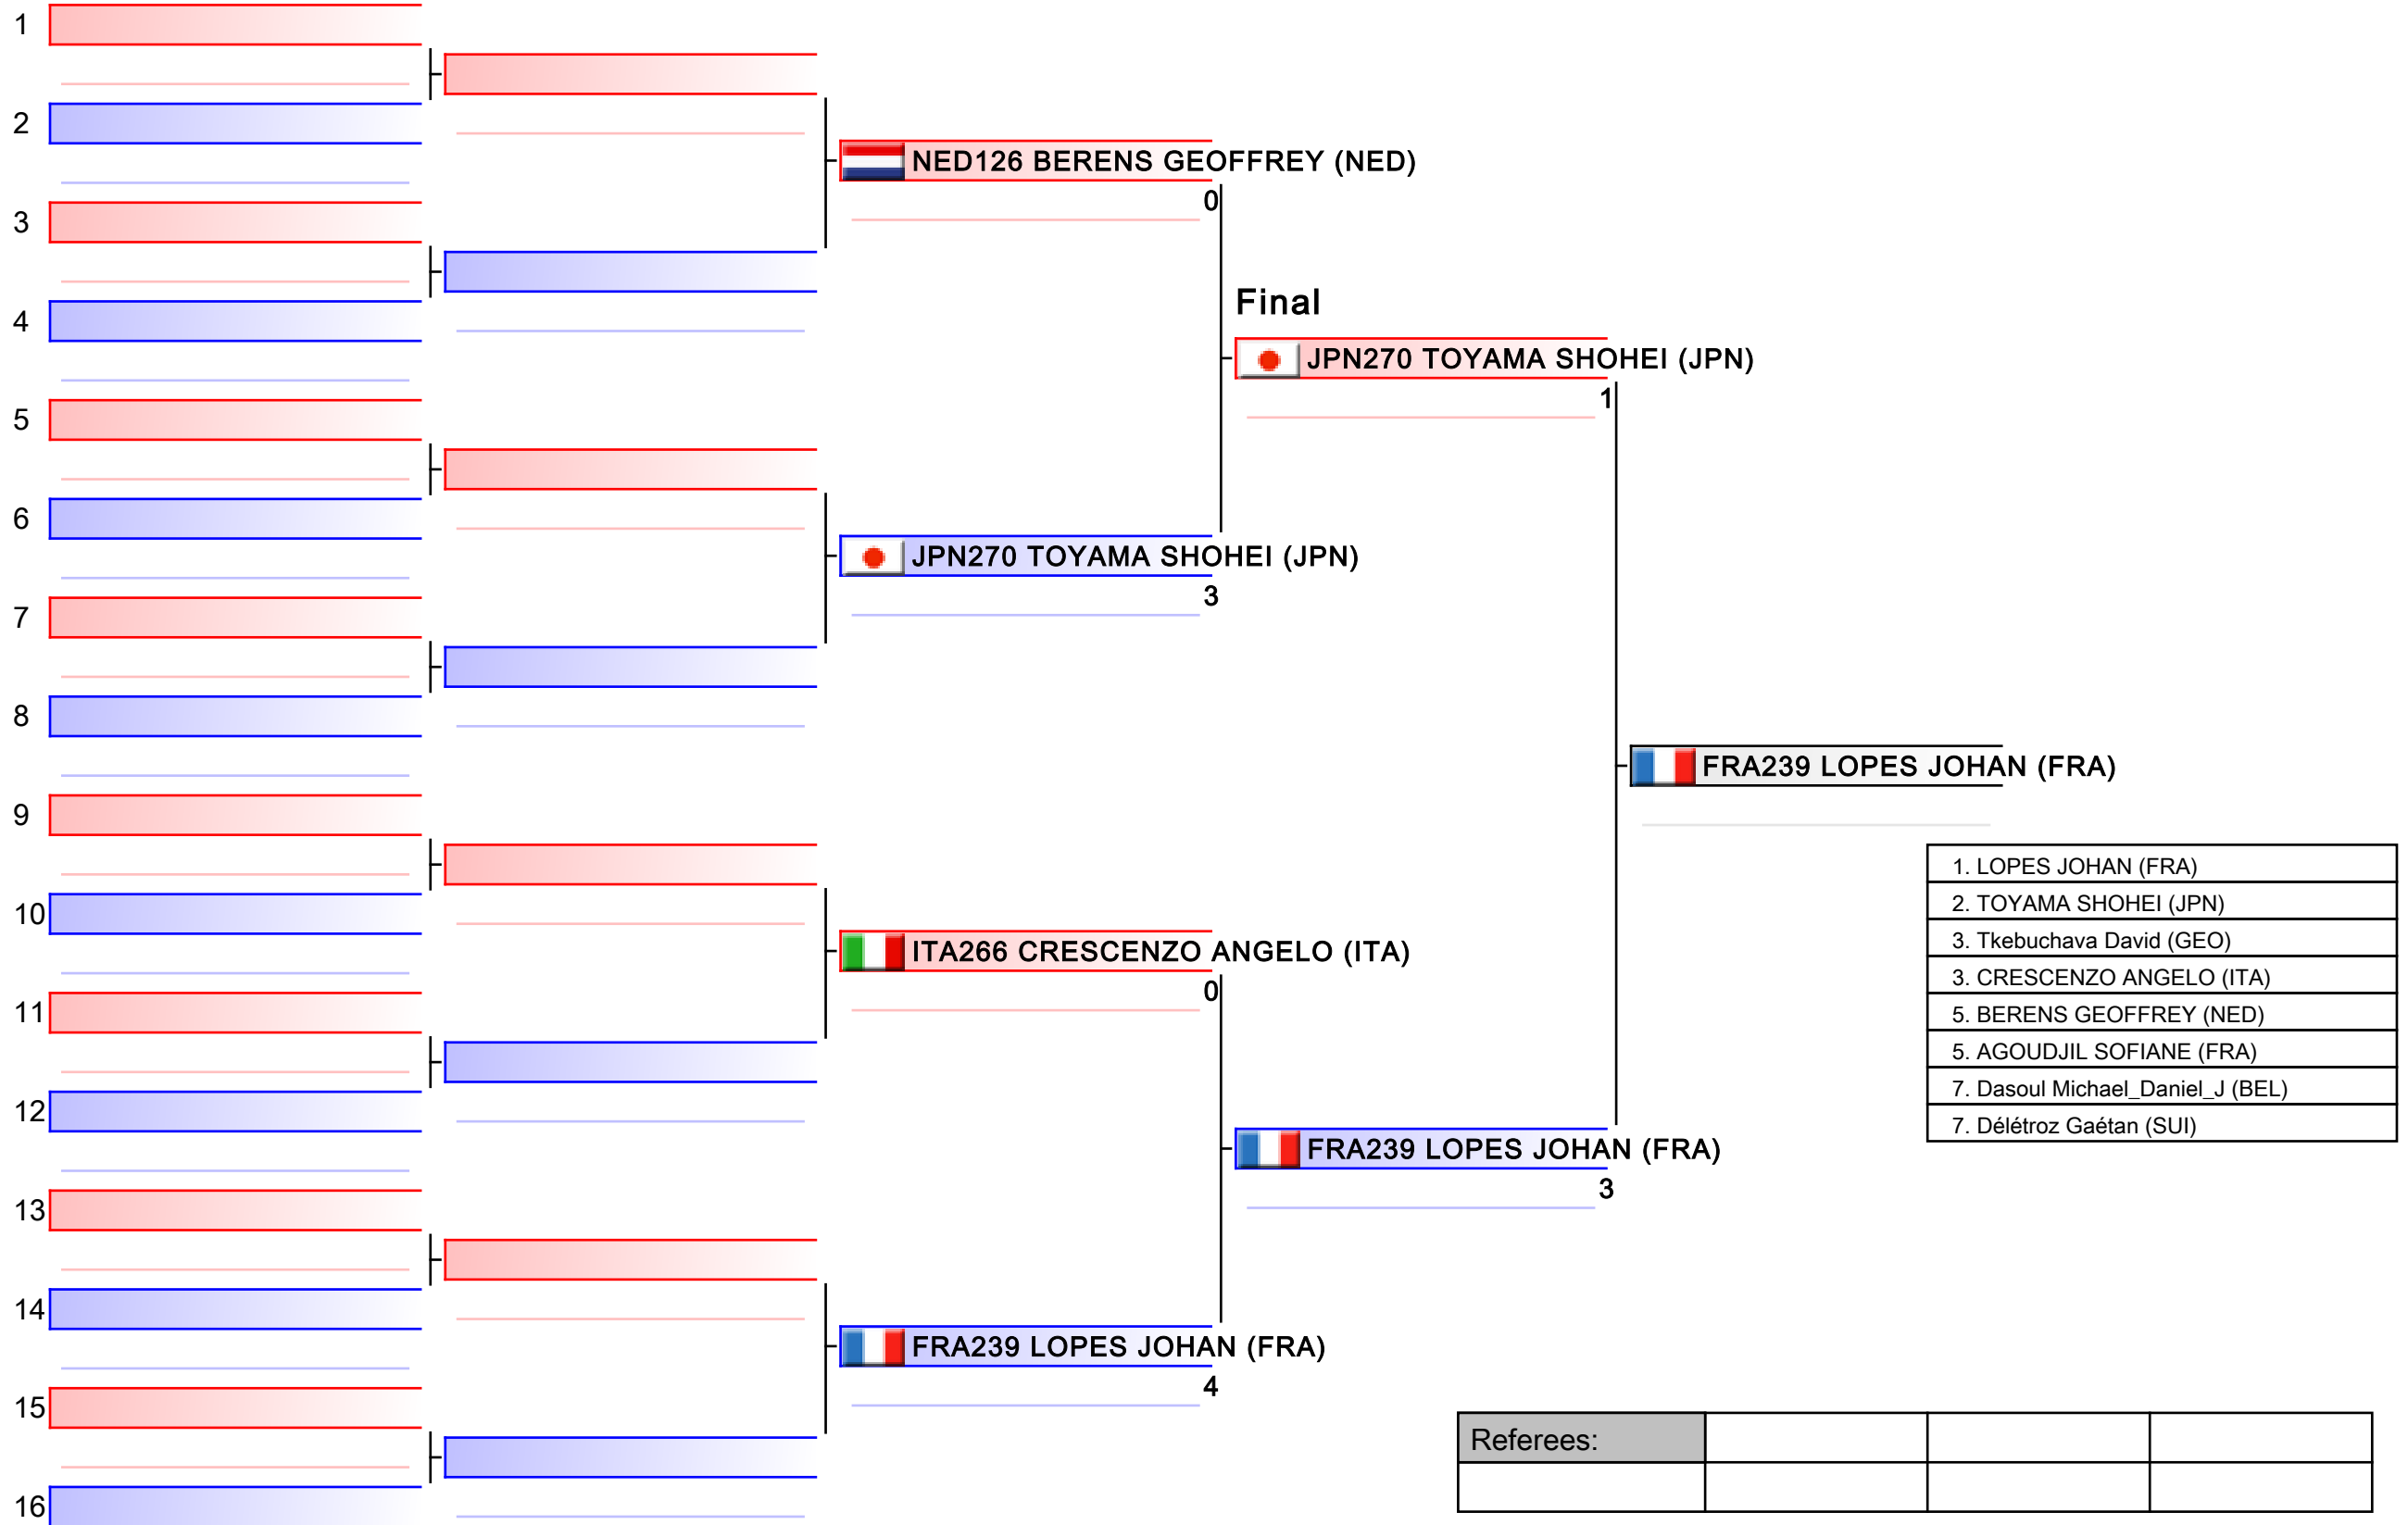 1
2
NED126 BERENS GEOFFREY (NED)
0
3
Final
4
JPN270 TOYAMA SHOHEI (JPN)
1
5
6
JPN270 TOYAMA SHOHEI (JPN)
3
7
8
FRA239 LOPES JOHAN (FRA)
9
1. LOPES JOHAN (FRA)
2. TOYAMA SHOHEI (JPN)
3. Tkebuchava David (GEO)
3. CRESCENZO ANGELO (ITA)
5. BERENS GEOFFREY (NED)
5. AGOUDJIL SOFIANE (FRA)
7. Dasoul Michael_Daniel_J (BEL)
7. Délétroz Gaétan (SUI)
10
ITA266 CRESCENZO ANGELO (ITA)
0
11
12
FRA239 LOPES JOHAN (FRA)
3
13
14
FRA239 LOPES JOHAN (FRA)
4
15
Referees:
16